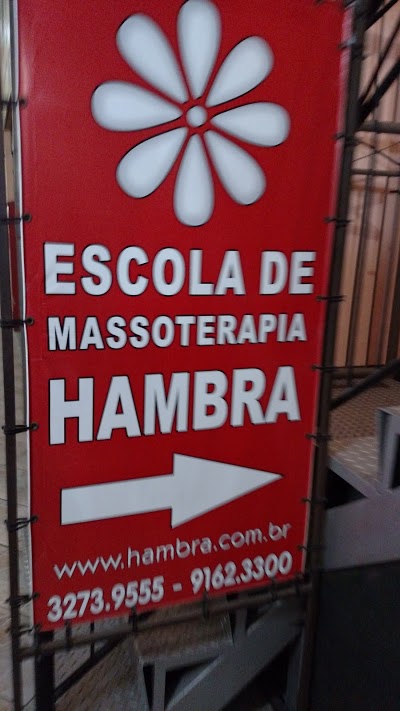 ESCOLA DE
MASSOTERAPIA
HAMBRA
www.hambra.com.br
3273.9555 - 9162.3300